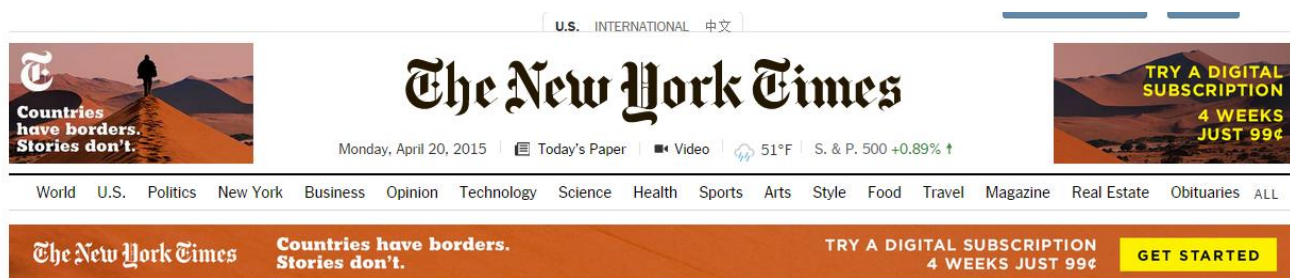 U.S. INTERNATIONAL 中文
T
Countries
have borders.
Stories don't.
The New York Times
Monday, April 20, 2015 Today's Paper Video 51°F S. & P. 500 +0.89% ↑
TRY A DIGITAL
SUBSCRIPTION
4 WEEKS
JUST 99¢
World U.S. Politics New York Business Opinion Technology Science Health Sports Arts Style Food Travel Magazine Real Estate Obituaries ALL
The New York Times
Countries have borders.
Stories don't.
TRY A DIGITAL SUBSCRIPTION
4 WEEKS JUST 99¢
GET STARTED